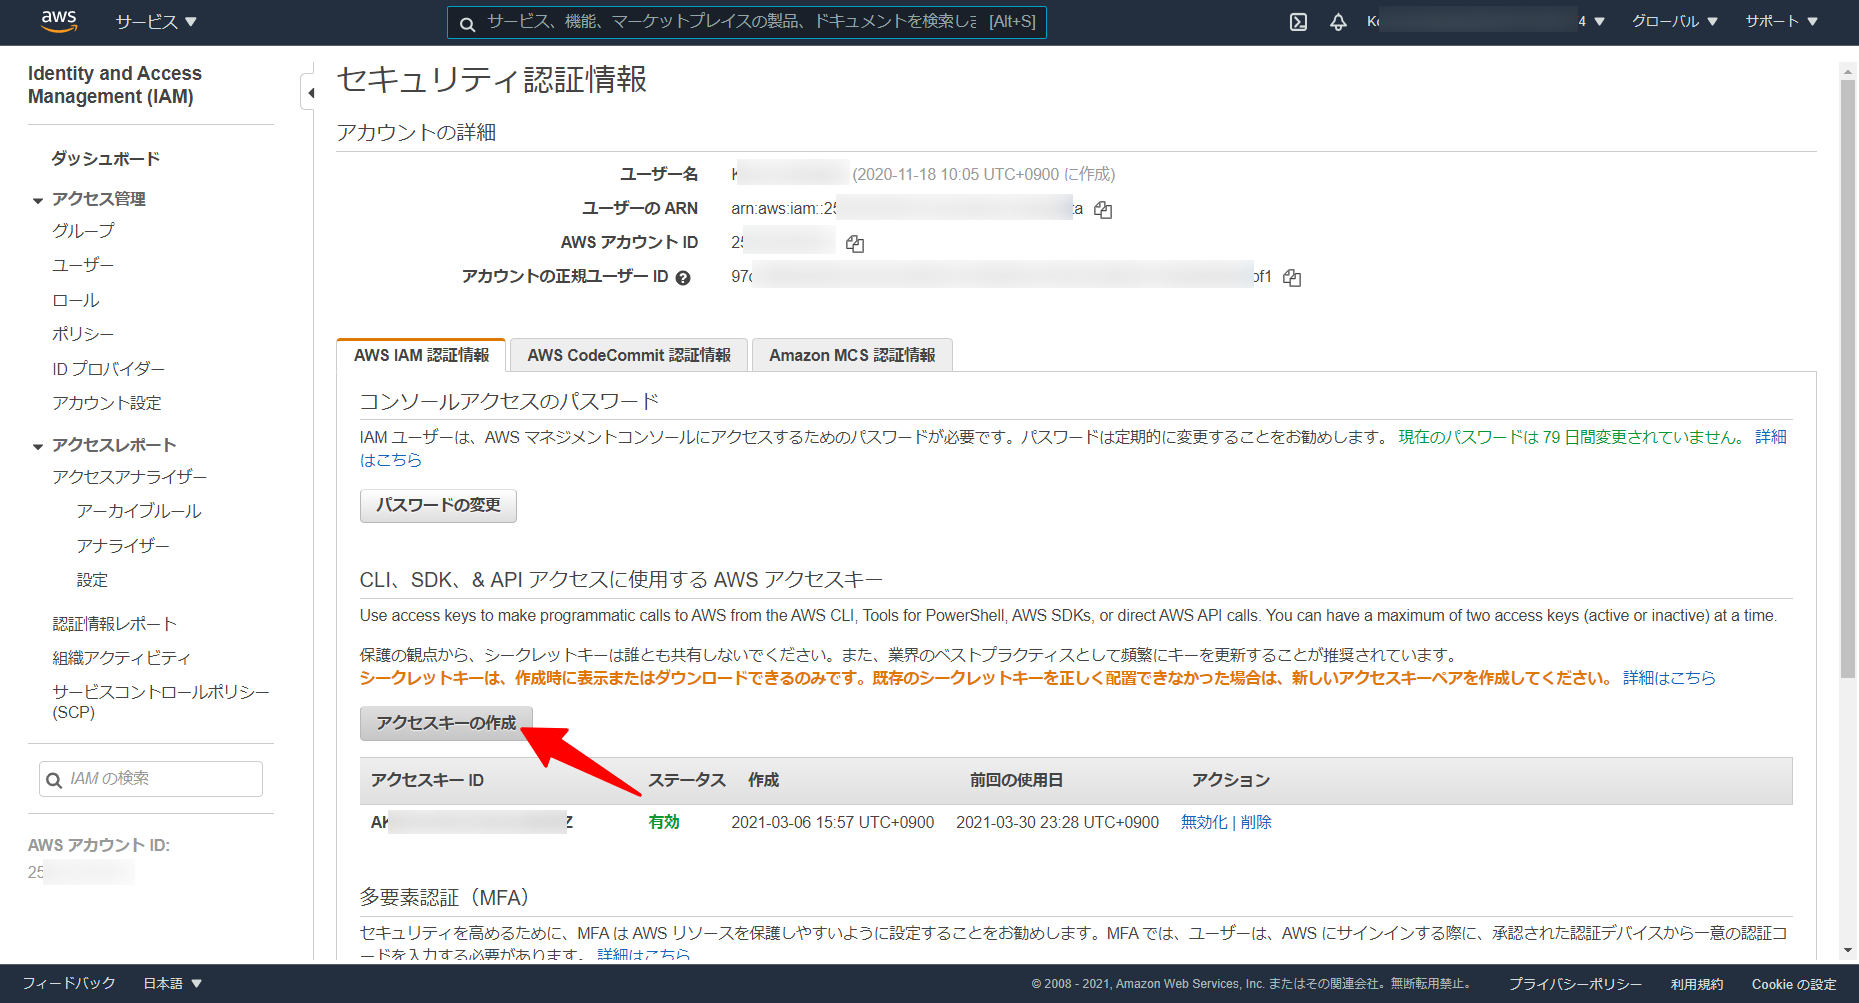 aws
サービス
サービス、機能、マーケットプレイスの製品、ドキュメントを検索しま [Alt+S]
グローバル
サポート
Identity and Access
Management (IAM)
ダッシュボード
アクセス管理
グループ
ユーザー
ロール
ポリシー
ID プロバイダー
アカウント設定
アクセスレポート
アクセスアナライザー
アーカイブルール
アナライザー
設定
認証情報レポート
組織アクティビティ
サービスコントロールポリシー
(SCP)
IAM の検索
AWS アカウント ID:
25
セキュリティ認証情報
アカウントの詳細
ユーザー名 K (2020-11-18 10:05 UTC+0900 に作成)
ユーザーの ARN arn:aws:iam::25 ta
AWS アカウント ID 25
アカウントの正規ユーザー ID 97 bf1
AWS IAM 認証情報
AWS CodeCommit 認証情報
Amazon MCS 認証情報
コンソールアクセスのパスワード
IAM ユーザーは、AWS マネジメントコンソールにアクセスするためのパスワードが必要です。パスワードは定期的に変更することをお勧めします。 現在のパスワードは 79 日間変更されていません。 詳細
はこちら
パスワードの変更
CLI、SDK、& API アクセスに使用する AWS アクセスキー
Use access keys to make programmatic calls to AWS from the AWS CLI, Tools for PowerShell, AWS SDKs, or direct AWS API calls. You can have a maximum of two access keys (active or inactive) at a time.
保護の観点から、シークレットキーは誰とも共有しないでください。また、業界のベストプラクティスとして頻繁にキーを更新することが推奨されています。
シークレットキーは、作成時に表示またはダウンロードできるのみです。既存のシークレットキーを正しく配置できなかった場合は、新しいアクセスキーペアを作成してください。 詳細はこちら
アクセスキーの作成
アクセスキー ID ステータス 作成 前回の使用日 アクション
AK Z 有効 2021-03-06 15:57 UTC+0900 2021-03-30 23:28 UTC+0900 無効化 | 削除
多要素認証（MFA）
セキュリティを高めるために、MFA は AWS リソースを保護しやすいように設定することをお勧めします。MFA では、ユーザーは、AWS にサインインする際に、承認された認証デバイスから一意の認証コ
ードを入力する必要があります。 詳細はこちら
フィードバック
日本語
© 2008 - 2021, Amazon Web Services, Inc. またはその関連会社。無断転用禁止。
プライバシーポリシー
利用規約
Cookie の設定